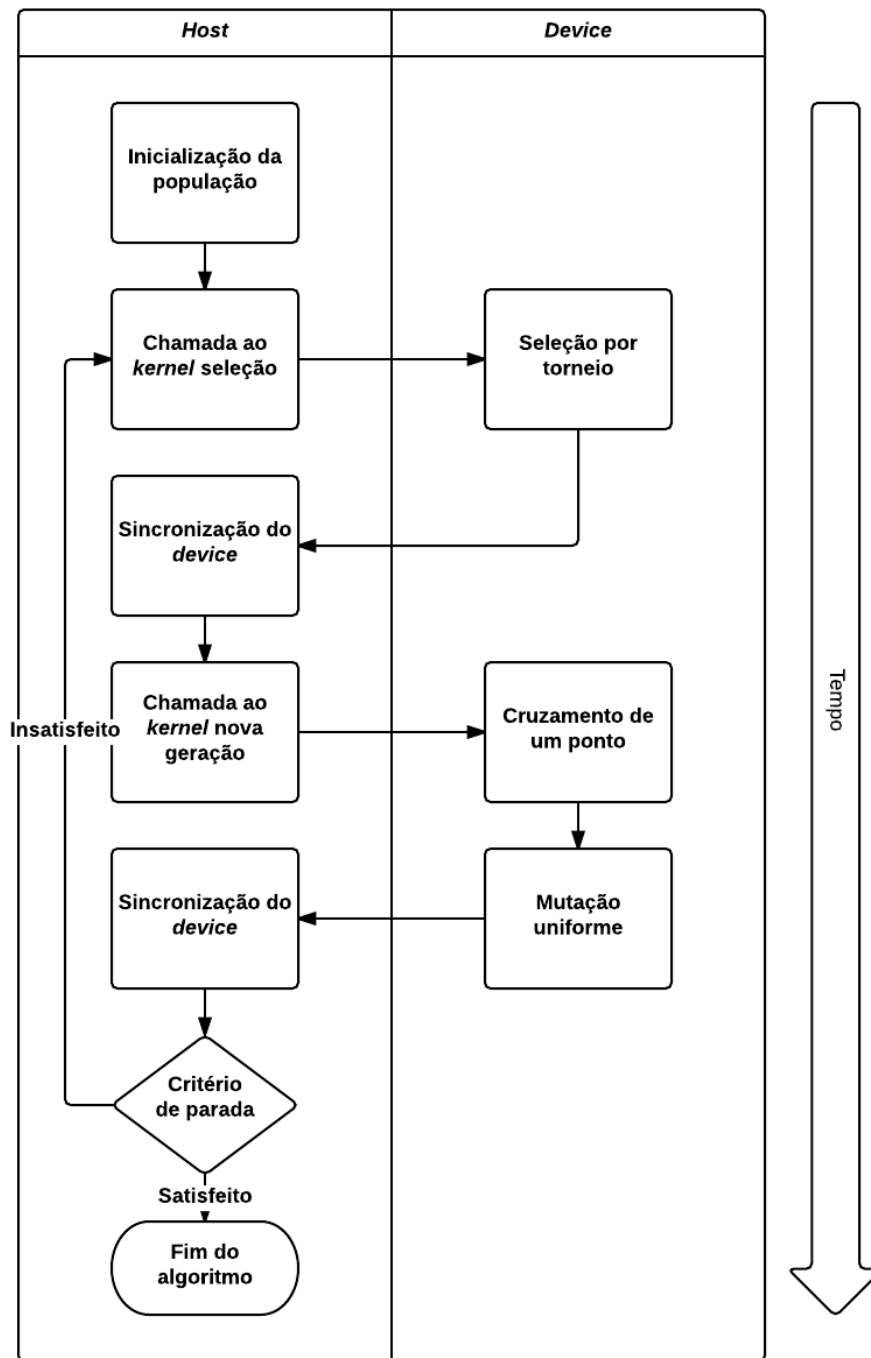 Host
Device
Inicialização da
população
Chamada ao
kernel seleção
Seleção por
torneio
Sincronização do
device
Chamada ao
kernel nova
geração
Cruzamento de
um ponto
Insatisfeito
Sincronização do
device
Mutação
uniforme
Critério
de parada
Satisfeito
Fim do
algoritmo
Tempo